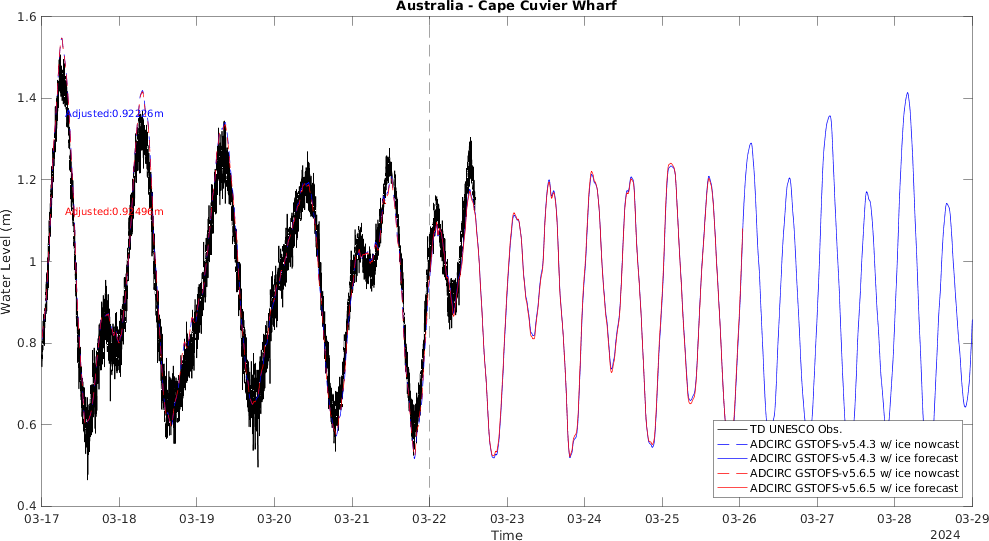 Australia - Cape Cuvier Wharf
Water Level (m)
1.6
1.4
1.2
1
0.8
0.6
0.4
Adjusted:0.92226m
TD UNESCO Obs.
ADCIRC GSTOFS-v5.4.3 w/ ice nowcast
ADCIRC GSTOFS-v5.4.3 w/ ice forecast
ADCIRC GSTOFS-v5.6.5 w/ ice nowcast
ADCIRC GSTOFS-v5.6.5 w/ ice forecast
03-17 03-18 03-19 03-20 03-21 03-22 03-23 03-24 03-25 03-26 03-27 03-28 03-29
Time
2024